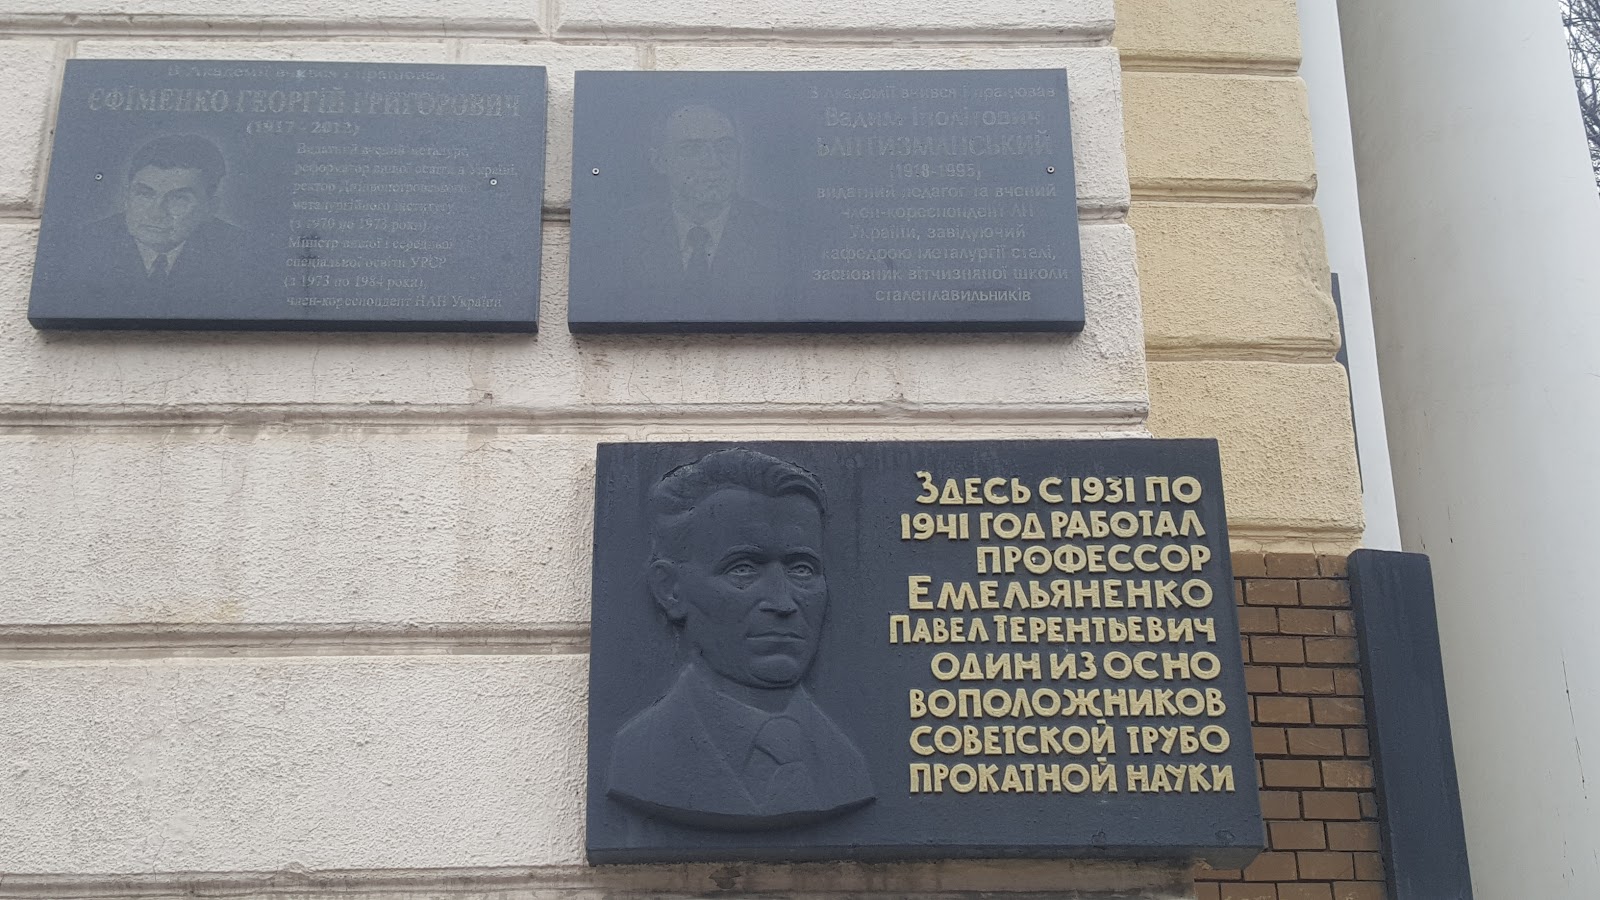 В Академії вчився і працював
ЄФІМЕНКО ГЕОРГІЙ ГРИГОРОВИЧ
(1917 - 2012)
Видатний вчений-металург,
реформатор вищої освіти в Україні,
ректор Дніпропетровського
металургійного інституту
(з 1970 по 1973 роки),
Міністр вищої і середньої
спеціальної освіти УРСР
(з 1973 по 1984 роки),
член-кореспондент НАН України
В Академії вчився і працював
Вадим Іполітович
БАПТИЗМАНСЬКИЙ
(1918-1995)
видатний педагог та вчений
член-кореспондент АН
України, завідуючий
кафедрою металургії сталі,
засновник вітчизняної школи
сталеплавильників
Здесь с 1931 по
1941 год работал
профессор
Емельяненко
Павел Терентьевич
один из осно
воположников
советской трубо
прокатной науки